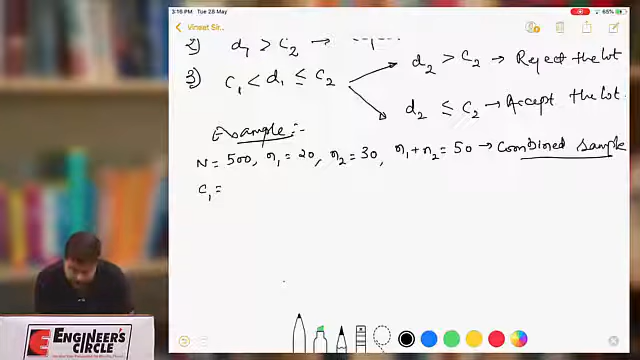 3:16 PM Tue 28 May
65%
Vineet Sir...
2) d₁ > C₂ →
3) C₁ < d₁ ≤ C₂
d₂ > C₂ → Reject the lot
d₂ ≤ C₂ → Accept the lot.
Example:-
N = 500, n₁ = 20, n₂ = 30, n₁ + n₂ = 50 → Combined sample
C₁ =
ENGINEER'S
CIRCLE